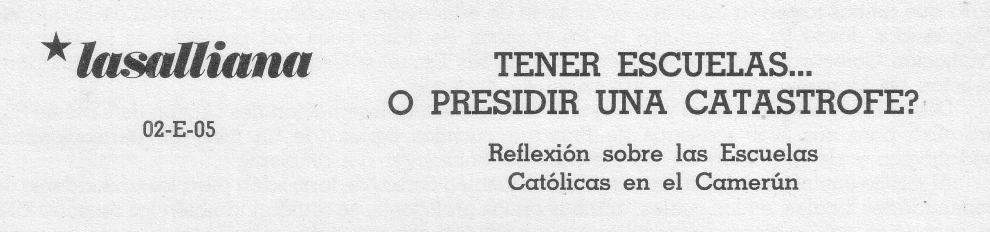 ★ lasalliana
02-E-05
TENER ESCUELAS...
O PRESIDIR UNA CATASTROFE?
Reflexión sobre las Escuelas
Católicas en el Camerún